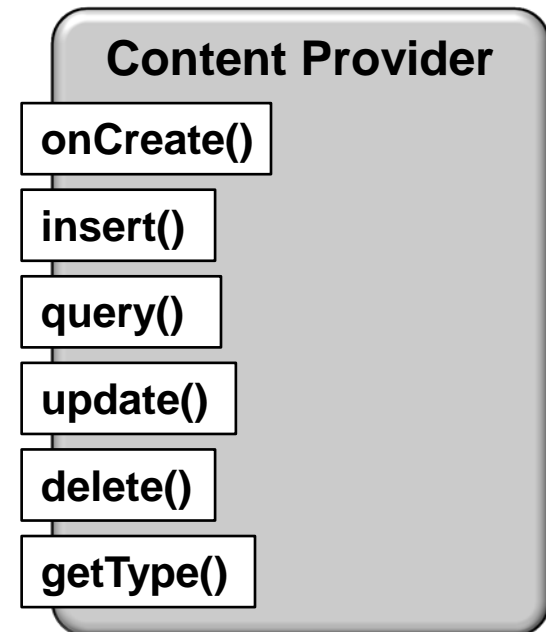 Content Provider
onCreate()
insert()
query()
update()
delete()
getType()